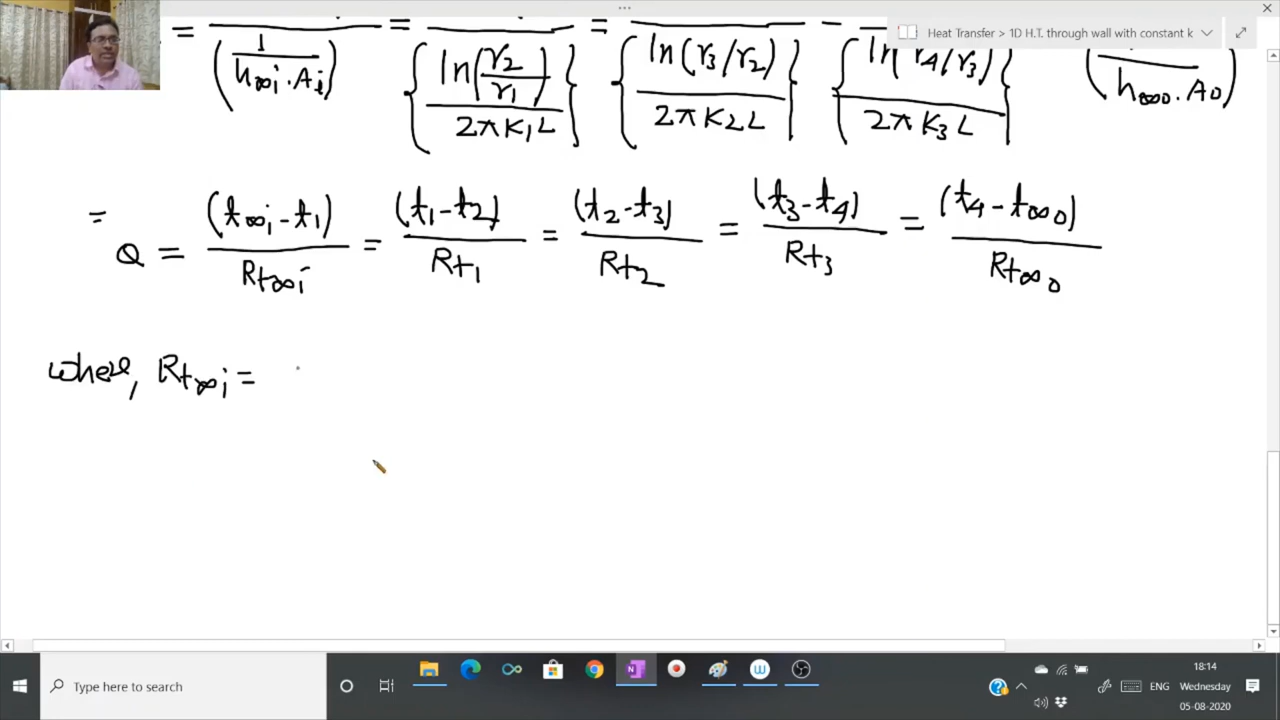 Heat Transfer > 1D H.T. through wall with constant k
= 1/(h∞i.Ai) = {ln(r2/r1)/2πK1L} = {ln(r3/r2)/2πK2L} {ln(r4/r3)/2πK3L} (h∞o.Ao)
= Q = (t∞i-t1)/Rt∞i = (t1-t2)/Rt1 = (t2-t3)/Rt2 = (t3-t4)/Rt3 = (t4-t∞o)/Rt∞o
where, Rt∞i =
Type here to search
ENG
18:14
Wednesday
05-08-2020